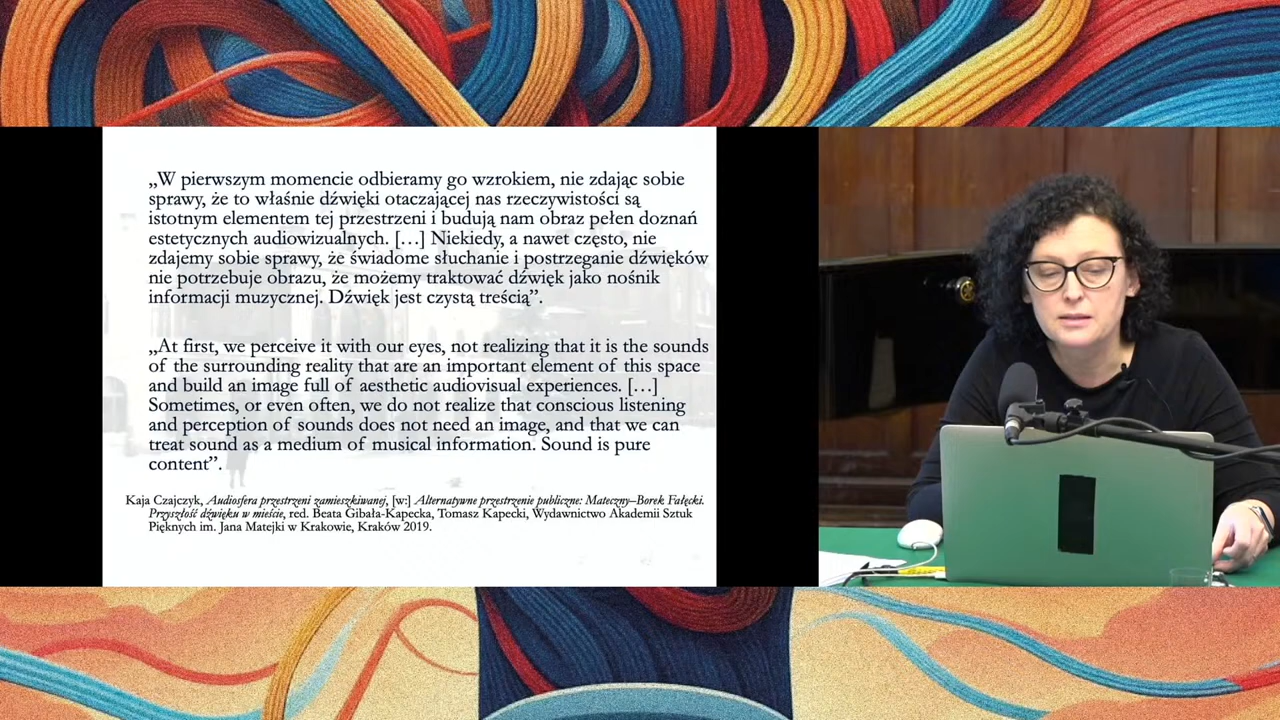 „W pierwszym momencie odbieramy go wzrokiem, nie zdając sobie
sprawy, że to właśnie dźwięki otaczającej nas rzeczywistości są
istotnym elementem tej przestrzeni i budują nam obraz pełen doznań
estetycznych audiowizualnych. […] Niekiedy, a nawet często, nie
zdajemy sobie sprawy, że świadome słuchanie i postrzeganie dźwięków
nie potrzebuje obrazu, że możemy traktować dźwięk jako nośnik
informacji muzycznej. Dźwięk jest czystą treścią”.
„At first, we perceive it with our eyes, not realizing that it is the sounds
of the surrounding reality that are an important element of this space
and build an image full of aesthetic audiovisual experiences. […]
Sometimes, or even often, we do not realize that conscious listening
and perception of sounds does not need an image, and that we can
treat sound as a medium of musical information. Sound is pure
content”.
Kaja Czajczyk, Audiosfera przestrzeni zamieszkiwanej, [w:] Alternatywne przestrzenie publiczne: Mateczny–Borek Fałęcki.
Przyszłość dźwięku w mieście, red. Beata Gibała-Kapecka, Tomasz Kapecki, Wydawnictwo Akademii Sztuk
Pięknych im. Jana Matejki w Krakowie, Kraków 2019.